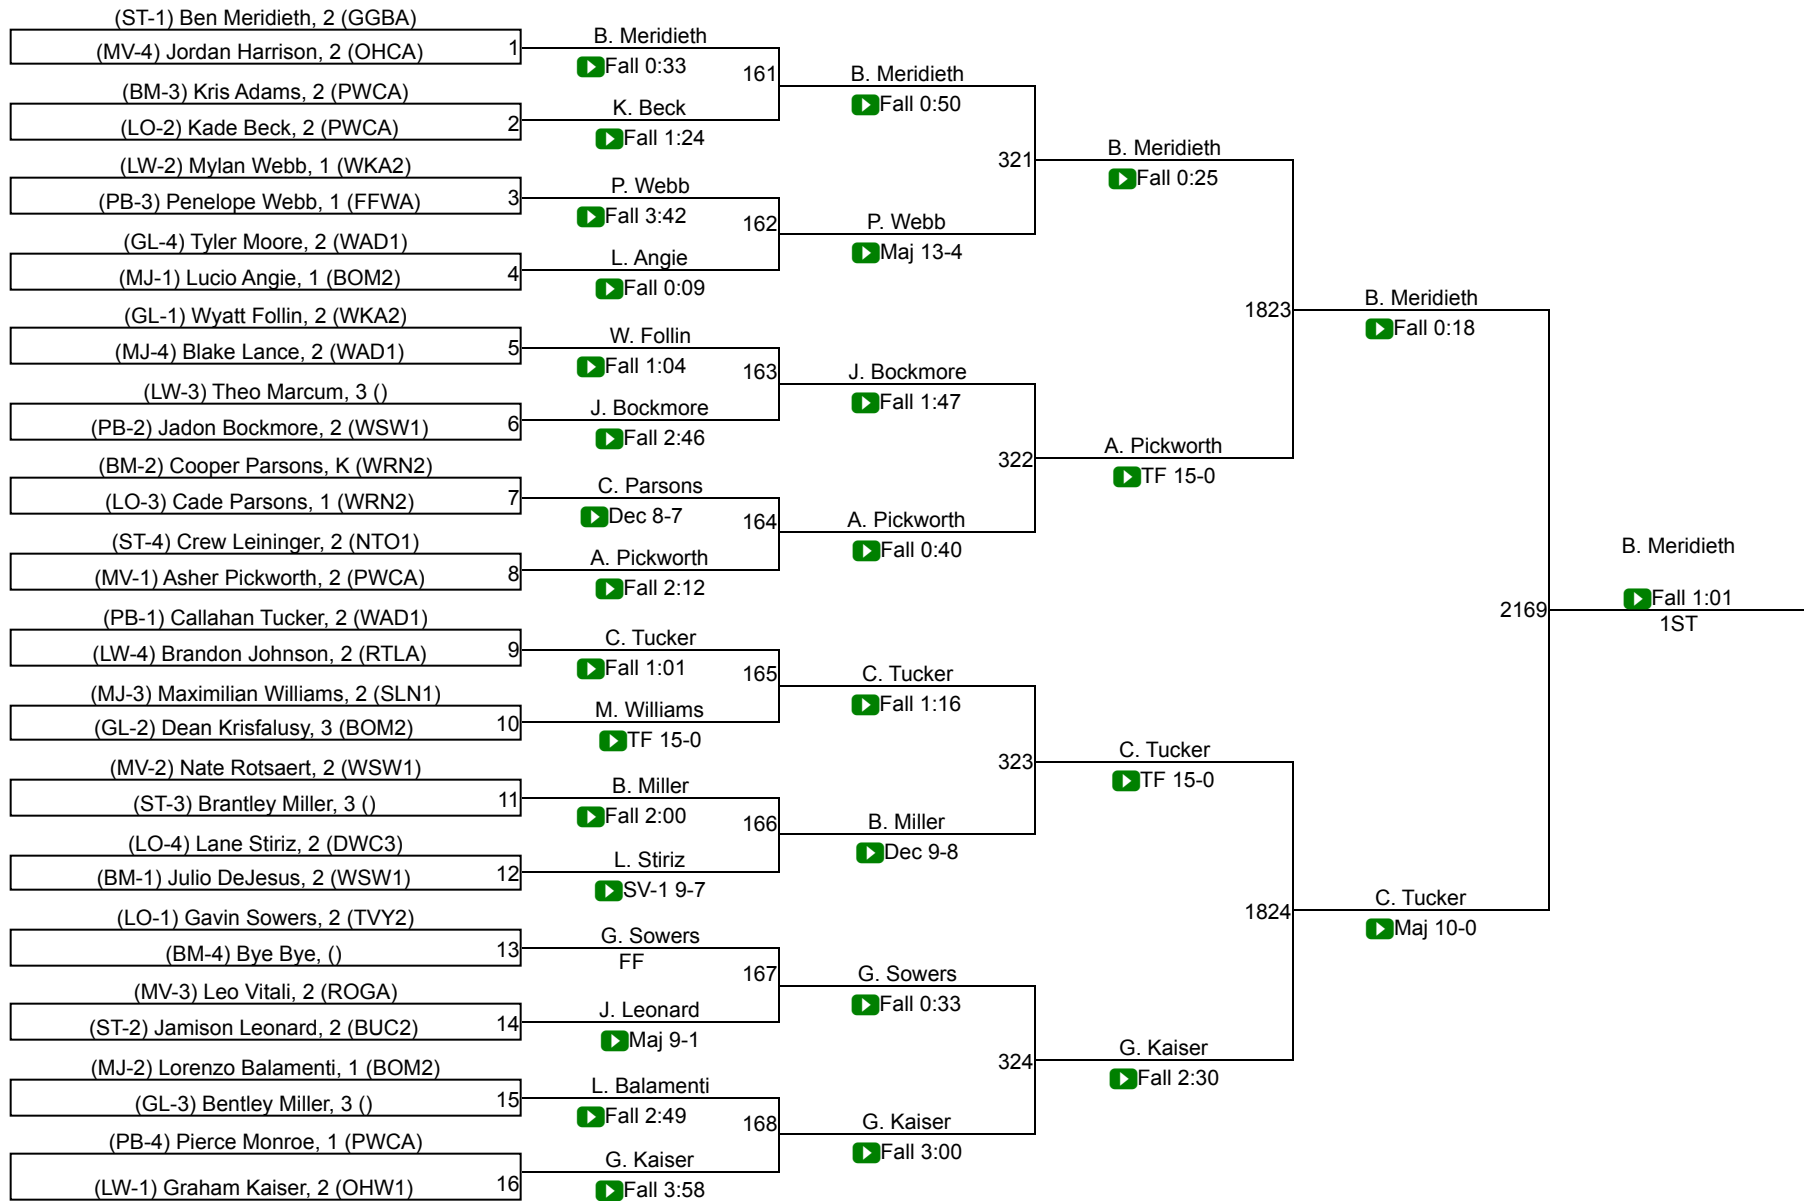 (ST-1) Ben Meridieth, 2 (GGBA)
(MV-4) Jordan Harrison, 2 (OHCA)
1
(BM-3) Kris Adams, 2 (PWCA)
(LO-2) Kade Beck, 2 (PWCA)
2
(LW-2) Mylan Webb, 1 (WKA2)
(PB-3) Penelope Webb, 1 (FFWA)
3
(GL-4) Tyler Moore, 2 (WAD1)
(MJ-1) Lucio Angie, 1 (BOM2)
4
(GL-1) Wyatt Follin, 2 (WKA2)
(MJ-4) Blake Lance, 2 (WAD1)
5
(LW-3) Theo Marcum, 3 ()
(PB-2) Jadon Bockmore, 2 (WSW1)
6
(BM-2) Cooper Parsons, K (WRN2)
(LO-3) Cade Parsons, 1 (WRN2)
7
(ST-4) Crew Leininger, 2 (NTO1)
(MV-1) Asher Pickworth, 2 (PWCA)
8
(PB-1) Callahan Tucker, 2 (WAD1)
(LW-4) Brandon Johnson, 2 (RTLA)
9
(MJ-3) Maximilian Williams, 2 (SLN1)
(GL-2) Dean Krisfalusy, 3 (BOM2)
10
(MV-2) Nate Rotsaert, 2 (WSW1)
(ST-3) Brantley Miller, 3 ()
11
(LO-4) Lane Stiriz, 2 (DWC3)
(BM-1) Julio DeJesus, 2 (WSW1)
12
(LO-1) Gavin Sowers, 2 (TVY2)
(BM-4) Bye Bye, ()
13
(MV-3) Leo Vitali, 2 (ROGA)
(ST-2) Jamison Leonard, 2 (BUC2)
14
(MJ-2) Lorenzo Balamenti, 1 (BOM2)
(GL-3) Bentley Miller, 3 ()
15
(PB-4) Pierce Monroe, 1 (PWCA)
(LW-1) Graham Kaiser, 2 (OHW1)
16
B. Meridieth
Fall 0:33
161
K. Beck
Fall 1:24
P. Webb
Fall 3:42
162
L. Angie
Fall 0:09
W. Follin
Fall 1:04
163
J. Bockmore
Fall 2:46
C. Parsons
Dec 8-7
164
A. Pickworth
Fall 2:12
C. Tucker
Fall 1:01
165
M. Williams
TF 15-0
B. Miller
Fall 2:00
166
L. Stiriz
SV-1 9-7
G. Sowers
FF
167
J. Leonard
Maj 9-1
L. Balamenti
Fall 2:49
168
G. Kaiser
Fall 3:58
B. Meridieth
Fall 0:50
321
P. Webb
Maj 13-4
J. Bockmore
Fall 1:47
322
A. Pickworth
Fall 0:40
C. Tucker
Fall 1:16
323
B. Miller
Dec 9-8
G. Sowers
Fall 0:33
324
G. Kaiser
Fall 3:00
B. Meridieth
Fall 0:25
1823
A. Pickworth
TF 15-0
C. Tucker
TF 15-0
1824
G. Kaiser
Fall 2:30
B. Meridieth
Fall 0:18
2169
C. Tucker
Maj 10-0
B. Meridieth
Fall 1:01
1ST